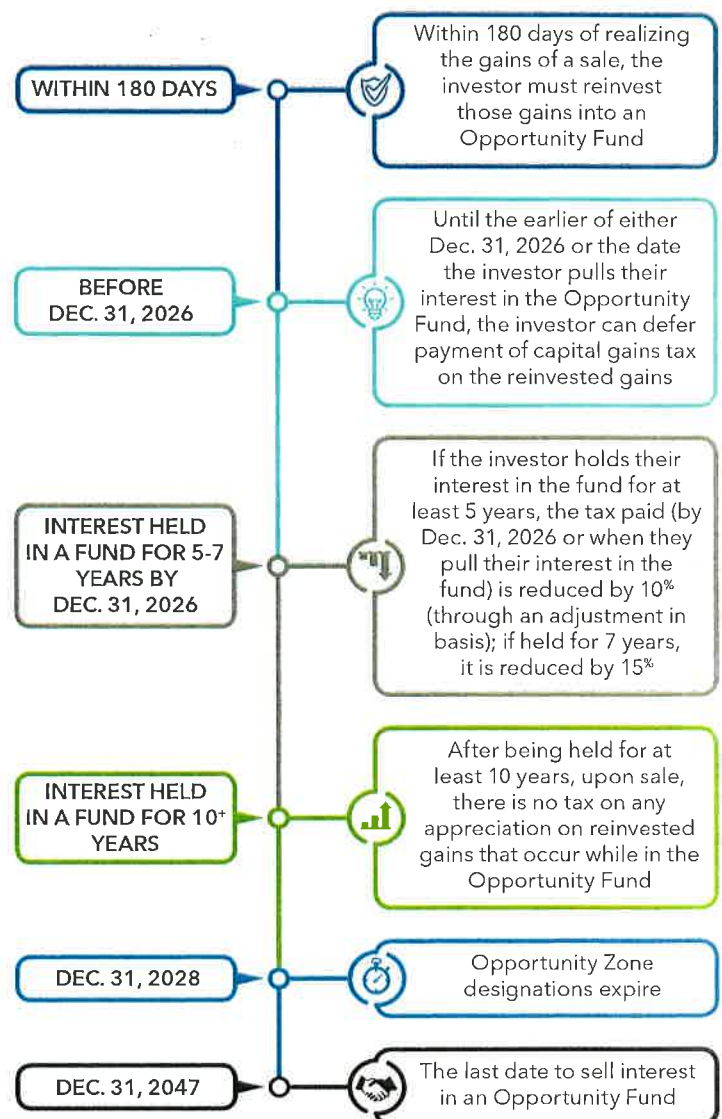 WITHIN 180 DAYS
Within 180 days of realizing
the gains of a sale, the
investor must reinvest
those gains into an
Opportunity Fund
BEFORE
DEC. 31, 2026
Until the earlier of either
Dec. 31, 2026 or the date
the investor pulls their
interest in the Opportunity
Fund, the investor can defer
payment of capital gains tax
on the reinvested gains
INTEREST HELD
IN A FUND FOR 5-7
YEARS BY
DEC. 31, 2026
If the investor holds their
interest in the fund for at
least 5 years, the tax paid (by
Dec. 31, 2026 or when they
pull their interest in the
fund) is reduced by 10%
(through an adjustment in
basis); if held for 7 years,
it is reduced by 15%
INTEREST HELD
IN A FUND FOR 10+
YEARS
After being held for at
least 10 years, upon sale,
there is no tax on any
appreciation on reinvested
gains that occur while in the
Opportunity Fund
DEC. 31, 2028
Opportunity Zone
designations expire
DEC. 31, 2047
The last date to sell interest
in an Opportunity Fund